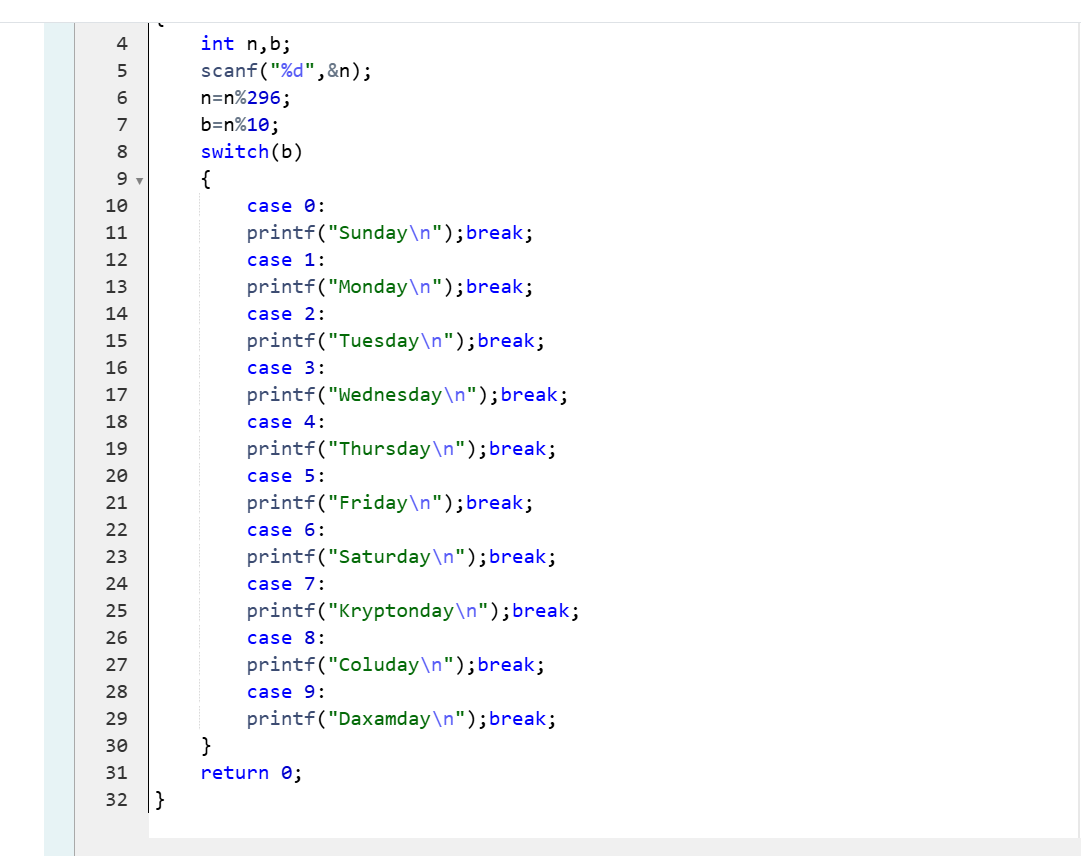 4 int n,b;
5 scanf("%d",&n);
6 n=n%296;
7 b=n%10;
8 switch(b)
9 {
10 case 0:
11 printf("Sunday\n");break;
12 case 1:
13 printf("Monday\n");break;
14 case 2:
15 printf("Tuesday\n");break;
16 case 3:
17 printf("Wednesday\n");break;
18 case 4:
19 printf("Thursday\n");break;
20 case 5:
21 printf("Friday\n");break;
22 case 6:
23 printf("Saturday\n");break;
24 case 7:
25 printf("Kryptonday\n");break;
26 case 8:
27 printf("Coluday\n");break;
28 case 9:
29 printf("Daxamday\n");break;
30 }
31 return 0;
32 }